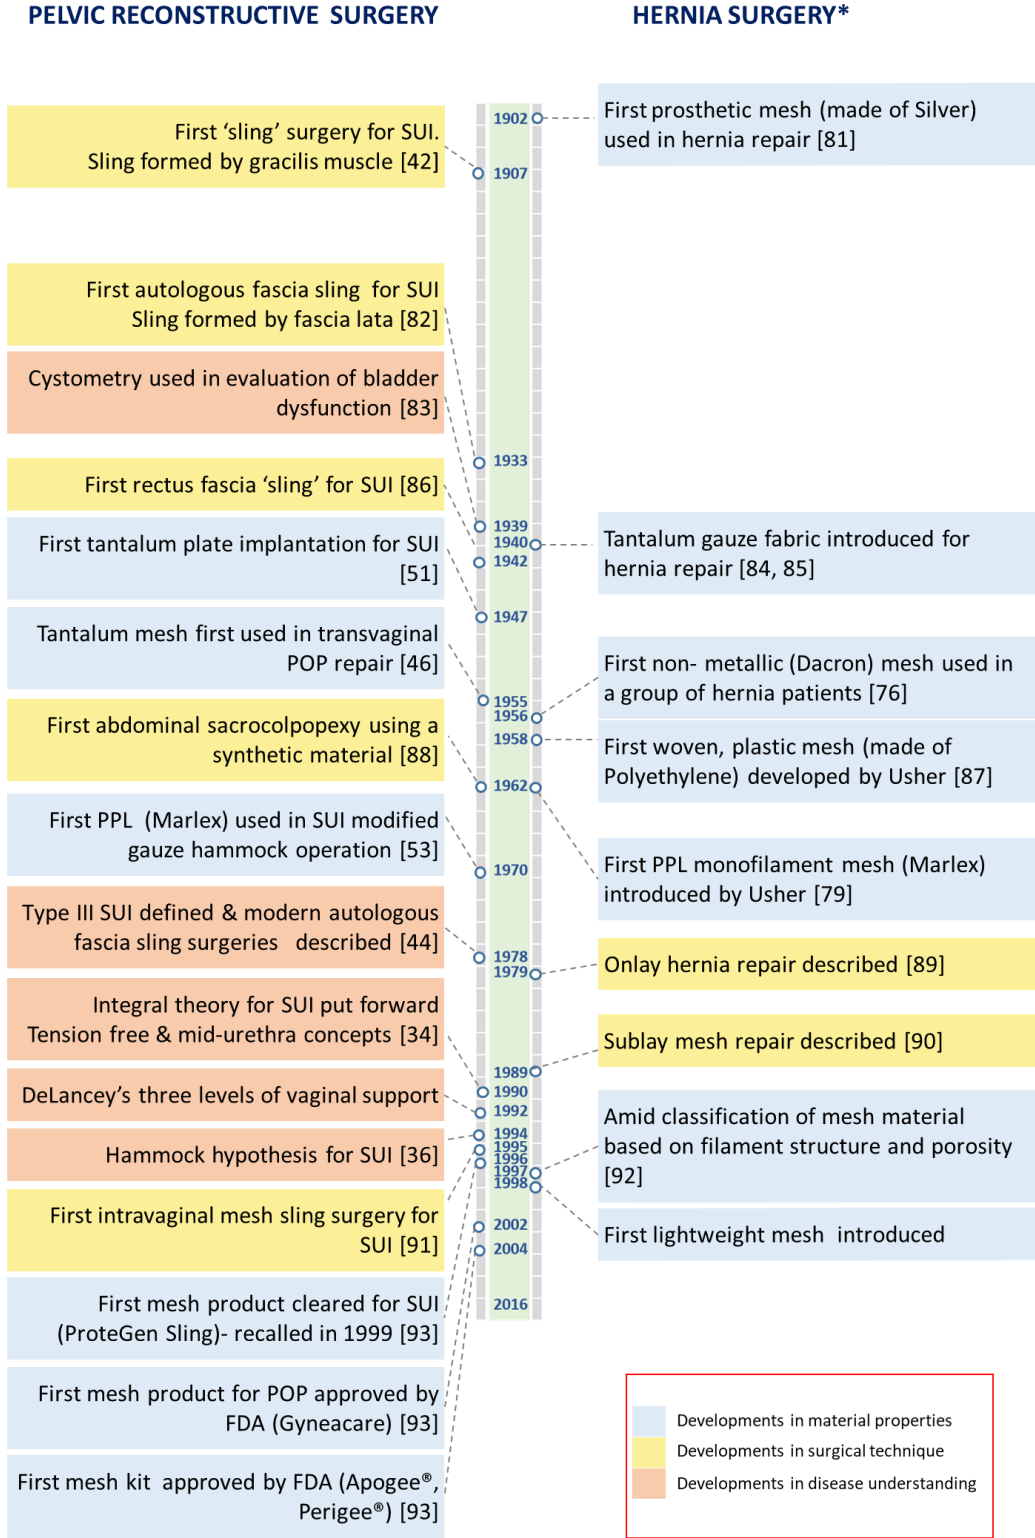 PELVIC RECONSTRUCTIVE SURGERY
HERNIA SURGERY*
First ‘sling’ surgery for SUI.
Sling formed by gracilis muscle [42]
First autologous fascia sling for SUI
Sling formed by fascia lata [82]
Cystometry used in evaluation of bladder
dysfunction [83]
First rectus fascia ‘sling’ for SUI [86]
First tantalum plate implantation for SUI
[51]
Tantalum mesh first used in transvaginal
POP repair [46]
First abdominal sacrocolpopexy using a
synthetic material [88]
First PPL (Marlex) used in SUI modified
gauze hammock operation [53]
Type III SUI defined & modern autologous
fascia sling surgeries described [44]
Integral theory for SUI put forward
Tension free & mid-urethra concepts [34]
DeLancey’s three levels of vaginal support
Hammock hypothesis for SUI [36]
First intravaginal mesh sling surgery for
SUI [91]
First mesh product cleared for SUI
(ProteGen Sling)- recalled in 1999 [93]
First mesh product for POP approved by
FDA (Gyneacare) [93]
First mesh kit approved by FDA (Apogee®,
Perigee®) [93]
1902
1907
1933
1939
1940
1942
1947
1955
1956
1958
1962
1970
1978
1979
1989
1990
1992
1994
1995
1996
1997
1998
2002
2004
2016
First prosthetic mesh (made of Silver)
used in hernia repair [81]
Tantalum gauze fabric introduced for
hernia repair [84, 85]
First non- metallic (Dacron) mesh used in
a group of hernia patients [76]
First woven, plastic mesh (made of
Polyethylene) developed by Usher [87]
First PPL monofilament mesh (Marlex)
introduced by Usher [79]
Onlay hernia repair described [89]
Sublay mesh repair described [90]
Amid classification of mesh material
based on filament structure and porosity
[92]
First lightweight mesh introduced
Developments in material properties
Developments in surgical technique
Developments in disease understanding